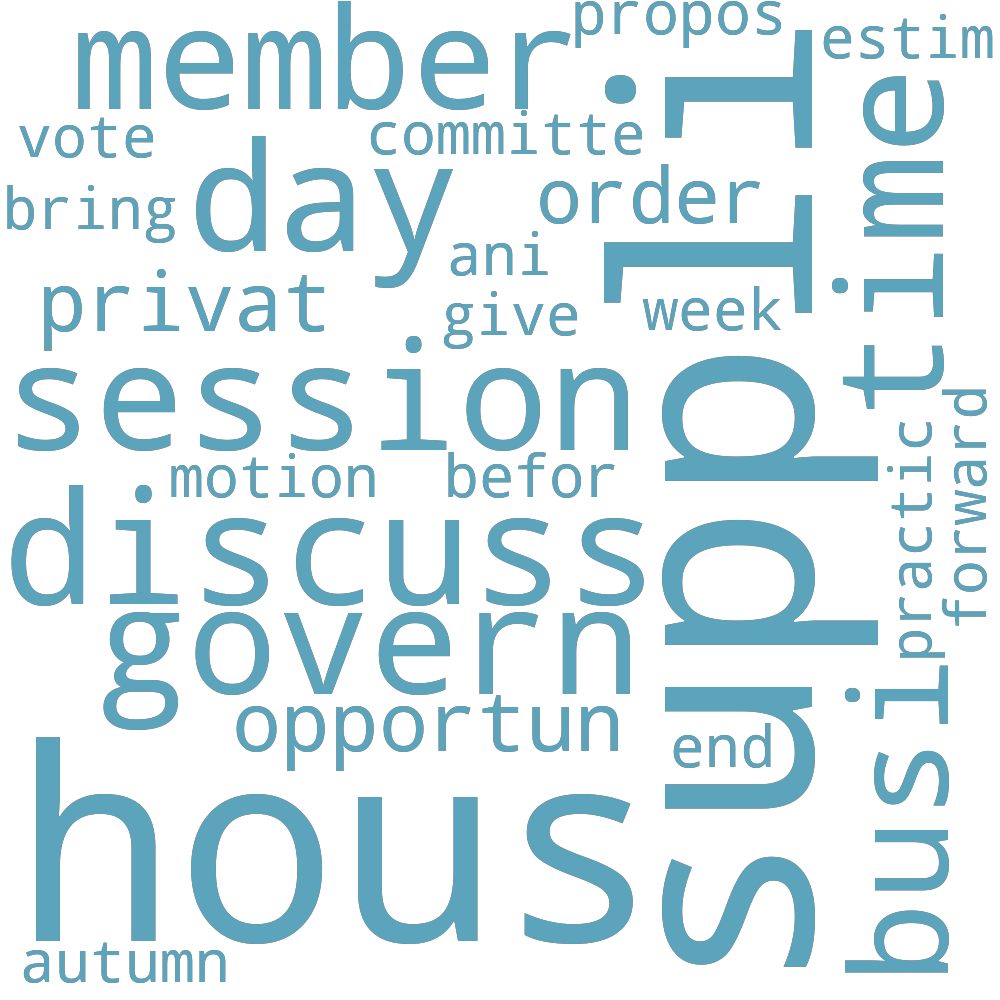 propos
member
estim
vote
committe
day
order
bring
ani
privat
give
week
session
suppli
time
motion
befor
practic
forward
discuss
govern
opportun
end
busi
hous
autumn